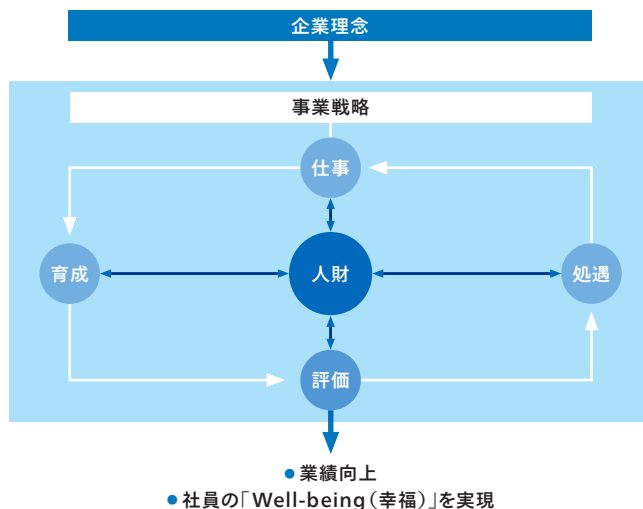 企業理念
事業戦略
仕事
育成
人財
処遇
評価
●業績向上
●社員の「Well-being（幸福）」を実現